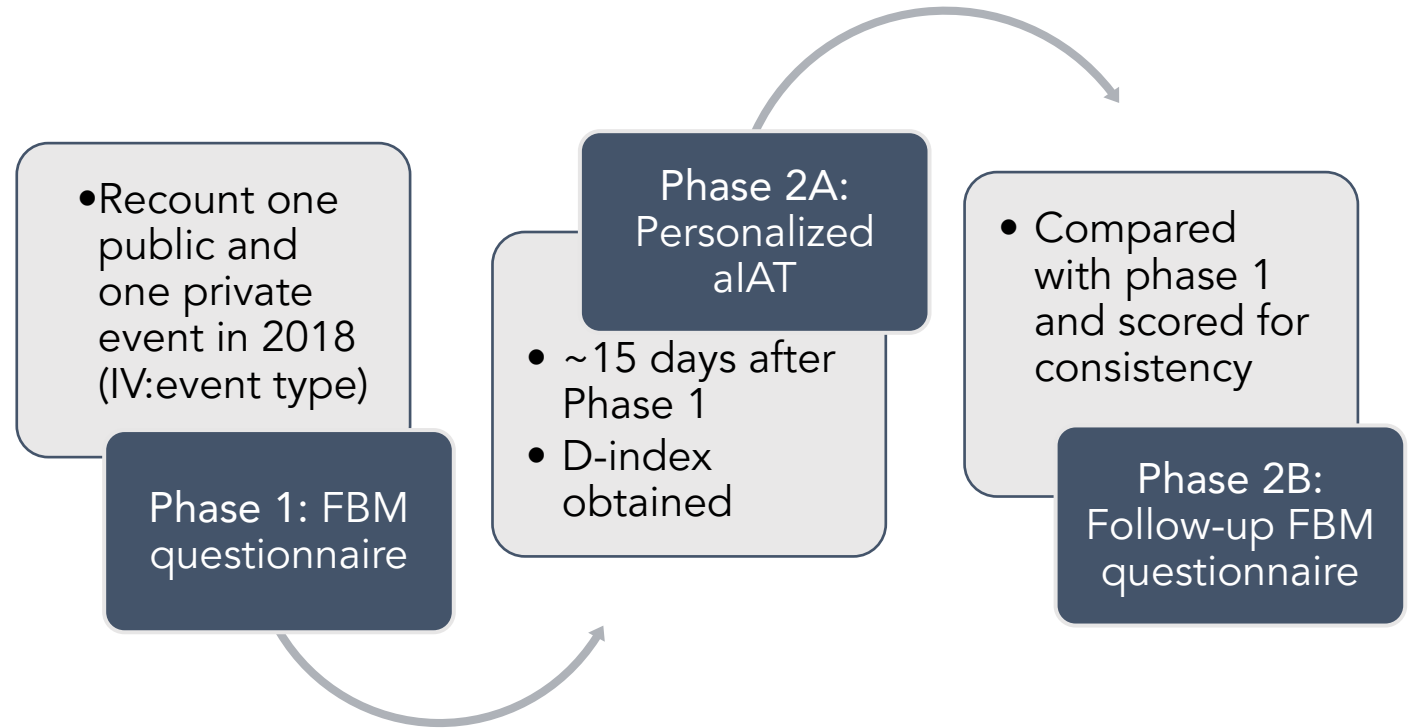 •Recount one
public and
one private
event in 2018
(IV:event type)
Phase 1: FBM
questionnaire
Phase 2A:
Personalized
aIAT
• ~15 days after
Phase 1
• D-index
obtained
• Compared
with phase 1
and scored for
consistency
Phase 2B:
Follow-up FBM
questionnaire